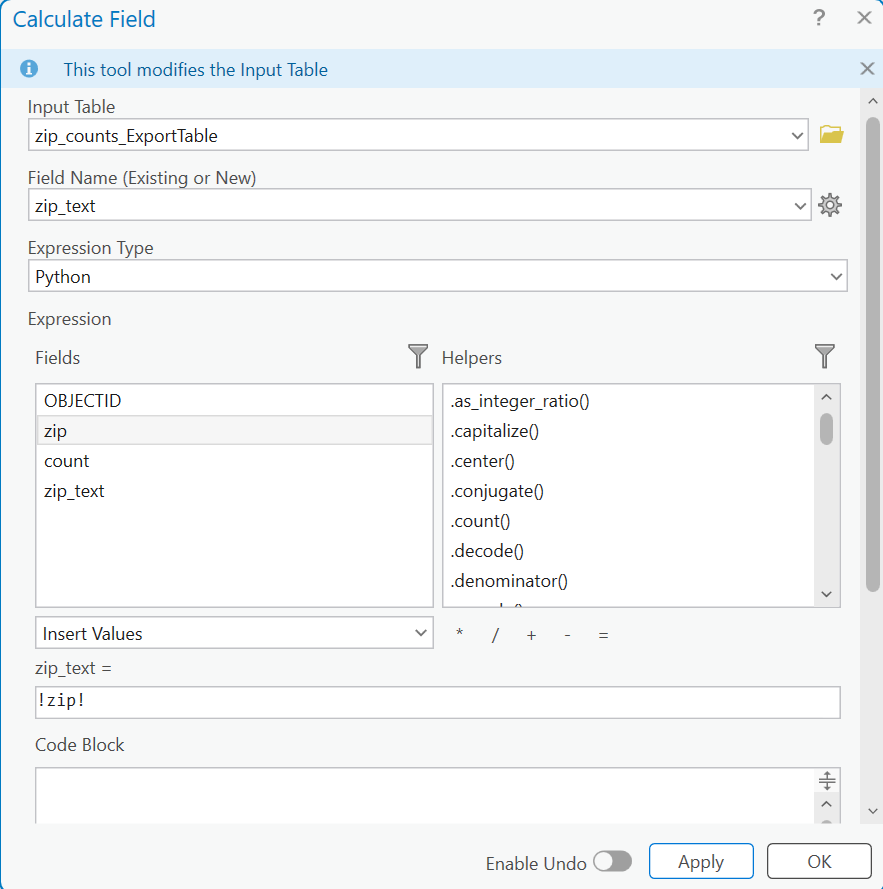 Calculate Field ?
This tool modifies the Input Table
Input Table
zip_counts_ExportTable
Field Name (Existing or New)
zip_text
Expression Type
Python
Expression
Fields
Helpers
OBJECTID
zip
count
zip_text
.as_integer_ratio()
.capitalize()
.center()
.conjugate()
.count()
.decode()
.denominator()
Insert Values
* / + - =
zip_text =
!zip!
Code Block
Enable Undo
Apply
OK